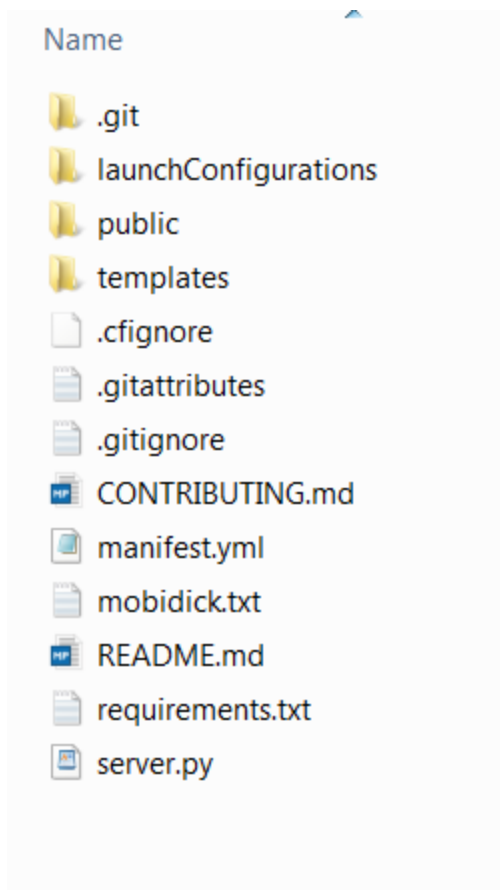 Name
.git
launchConfigurations
public
templates
.cfignore
.gitattributes
.gitignore
CONTRIBUTING.md
manifest.yml
mobidick.txt
README.md
requirements.txt
server.py